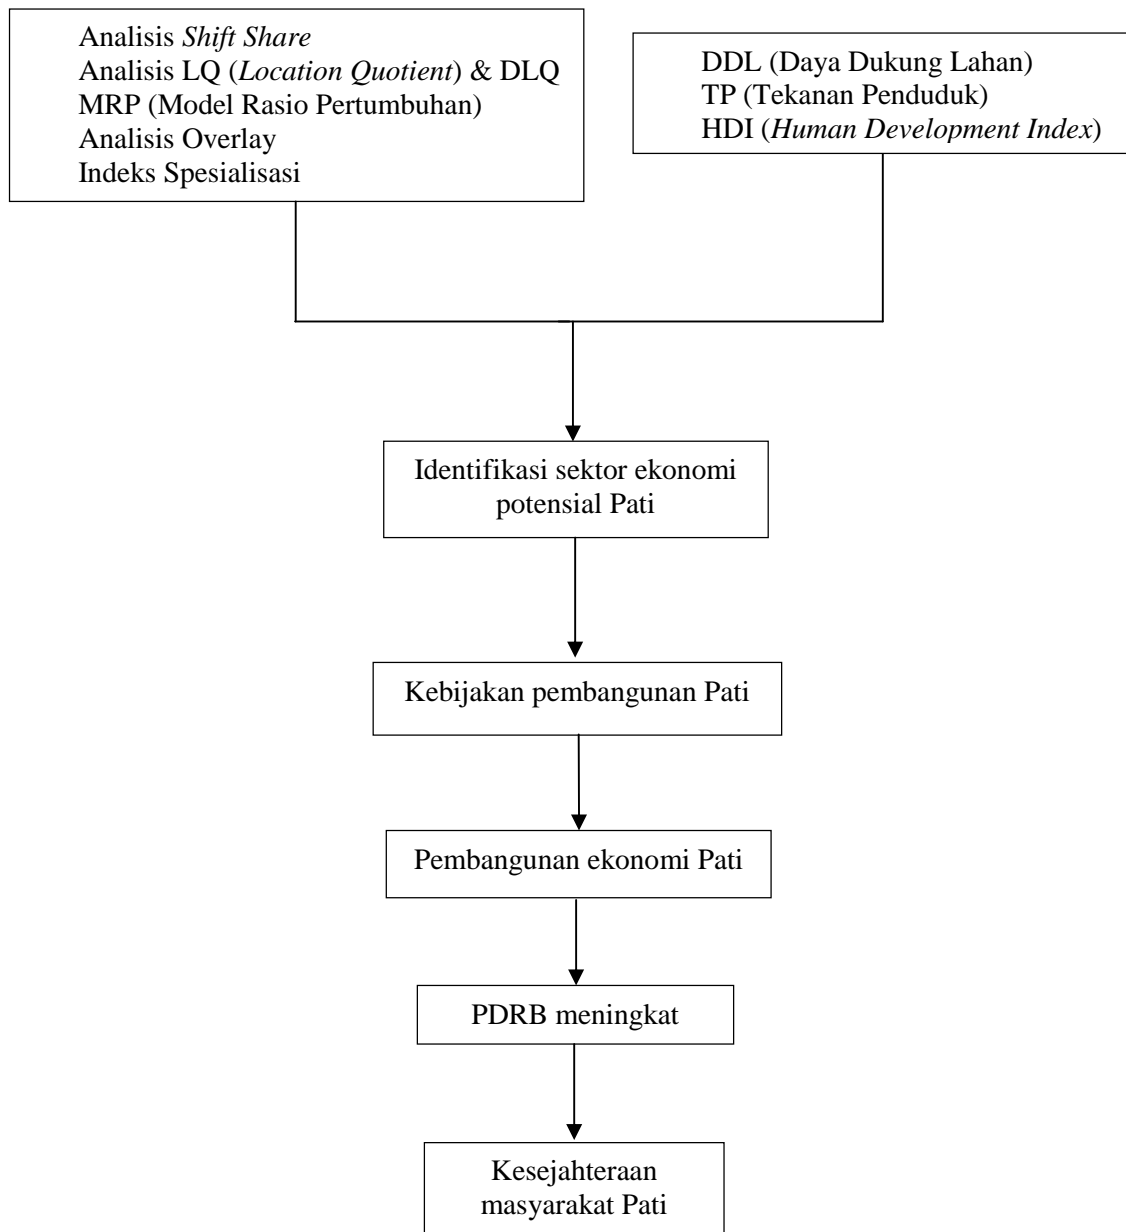 Analisis Shift Share
Analisis LQ (Location Quotient) & DLQ
MRP (Model Rasio Pertumbuhan)
Analisis Overlay
Indeks Spesialisasi
DDL (Daya Dukung Lahan)
TP (Tekanan Penduduk)
HDI (Human Development Index)
Identifikasi sektor ekonomi
potensial Pati
Kebijakan pembangunan Pati
Pembangunan ekonomi Pati
PDRB meningkat
Kesejahteraan
masyarakat Pati